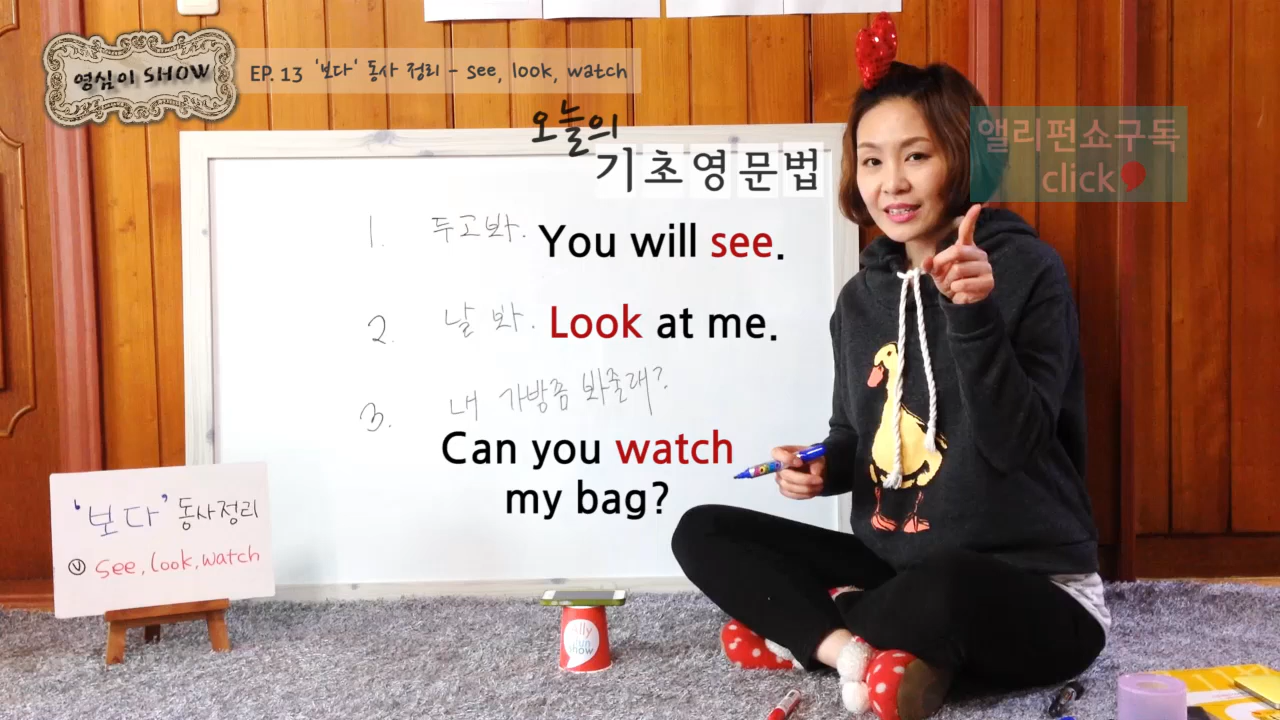 영심이 SHOW
EP. 13 '보다' 동사 정리 - see, look, watch
오늘의
기초영문법
앨리펀쇼구독
click
1. 두고봐. You will see.
2. 날 봐. Look at me.
3. 내 가방좀 봐줄래?
Can you watch
my bag?
'보다' 동사정리
ⓥ see, look, watch
lly
fun
show